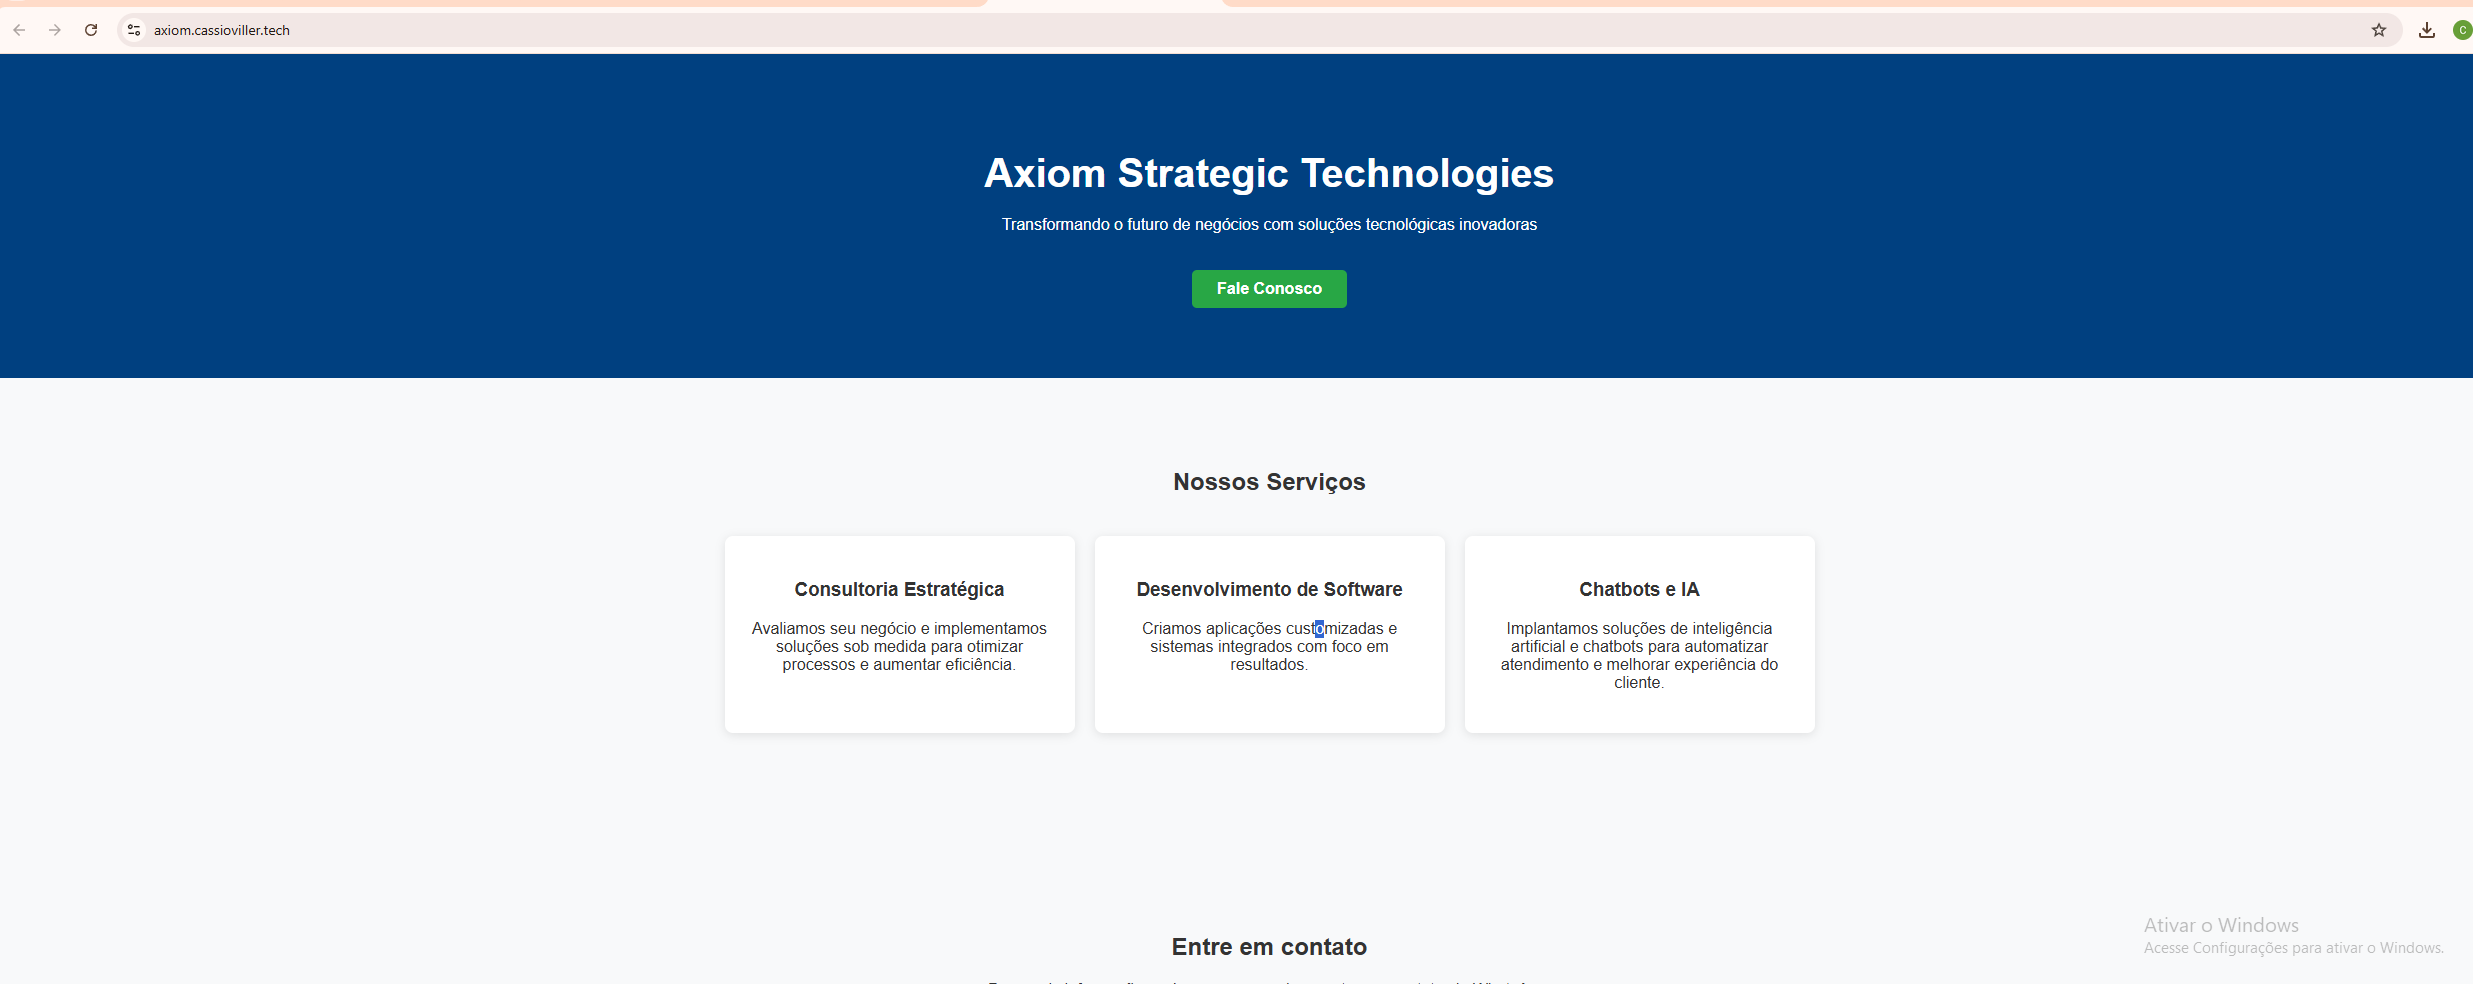 axiom.cassioviller.tech
C
Axiom Strategic Technologies
Transformando o futuro de negócios com soluções tecnológicas inovadoras
Fale Conosco
Nossos Serviços
Consultoria Estratégica
Avaliamos seu negócio e implementamos
soluções sob medida para otimizar
processos e aumentar eficiência.
Desenvolvimento de Software
Criamos aplicações customizadas e
sistemas integrados com foco em
resultados.
Chatbots e IA
Implantamos soluções de inteligência
artificial e chatbots para automatizar
atendimento e melhorar experiência do
cliente.
Entre em contato
Ativar o Windows
Acesse Configurações para ativar o Windows.